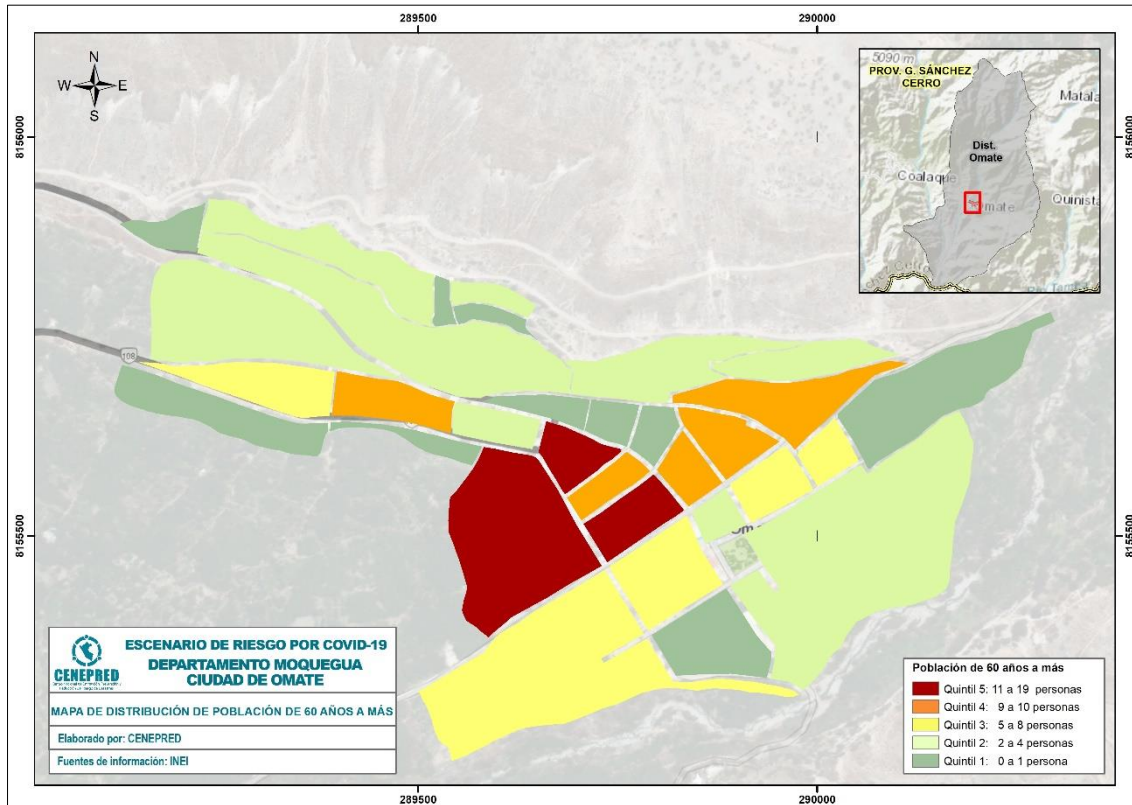 289500
290000
8156000
8156000
8155500
8155500
N
W
E
S
5090 m
PROV. G. SÁNCHEZ
CERRO
Matala
Dist.
Omate
Coalaque
Omate
Quinista
108
Om
ESCENARIO DE RIESGO POR COVID-19
DEPARTAMENTO MOQUEGUA
CIUDAD DE OMATE
CENEPRED
MAPA DE DISTRIBUCIÓN DE POBLACIÓN DE 60 AÑOS A MÁS
Elaborado por: CENEPRED
Fuentes de información: INEI
Población de 60 años a más
Quintil 5: 11 a 19 personas
Quintil 4: 9 a 10 personas
Quintil 3: 5 a 8 personas
Quintil 2: 2 a 4 personas
Quintil 1: 0 a 1 persona
289500
290000